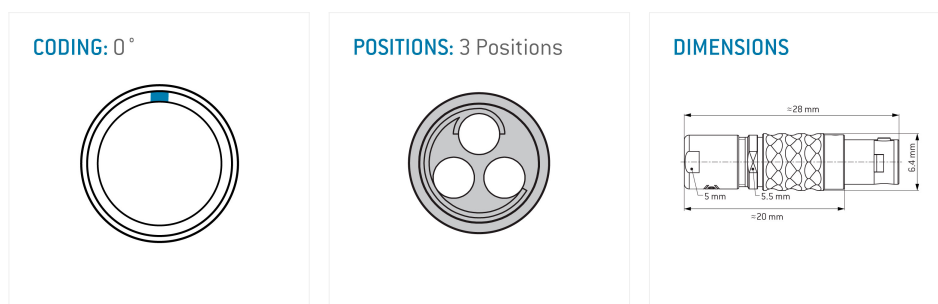 CODING: 0°
POSITIONS: 3 Positions
DIMENSIONS
≈28 mm
6.4 mm
5 mm
5.5 mm
≈20 mm